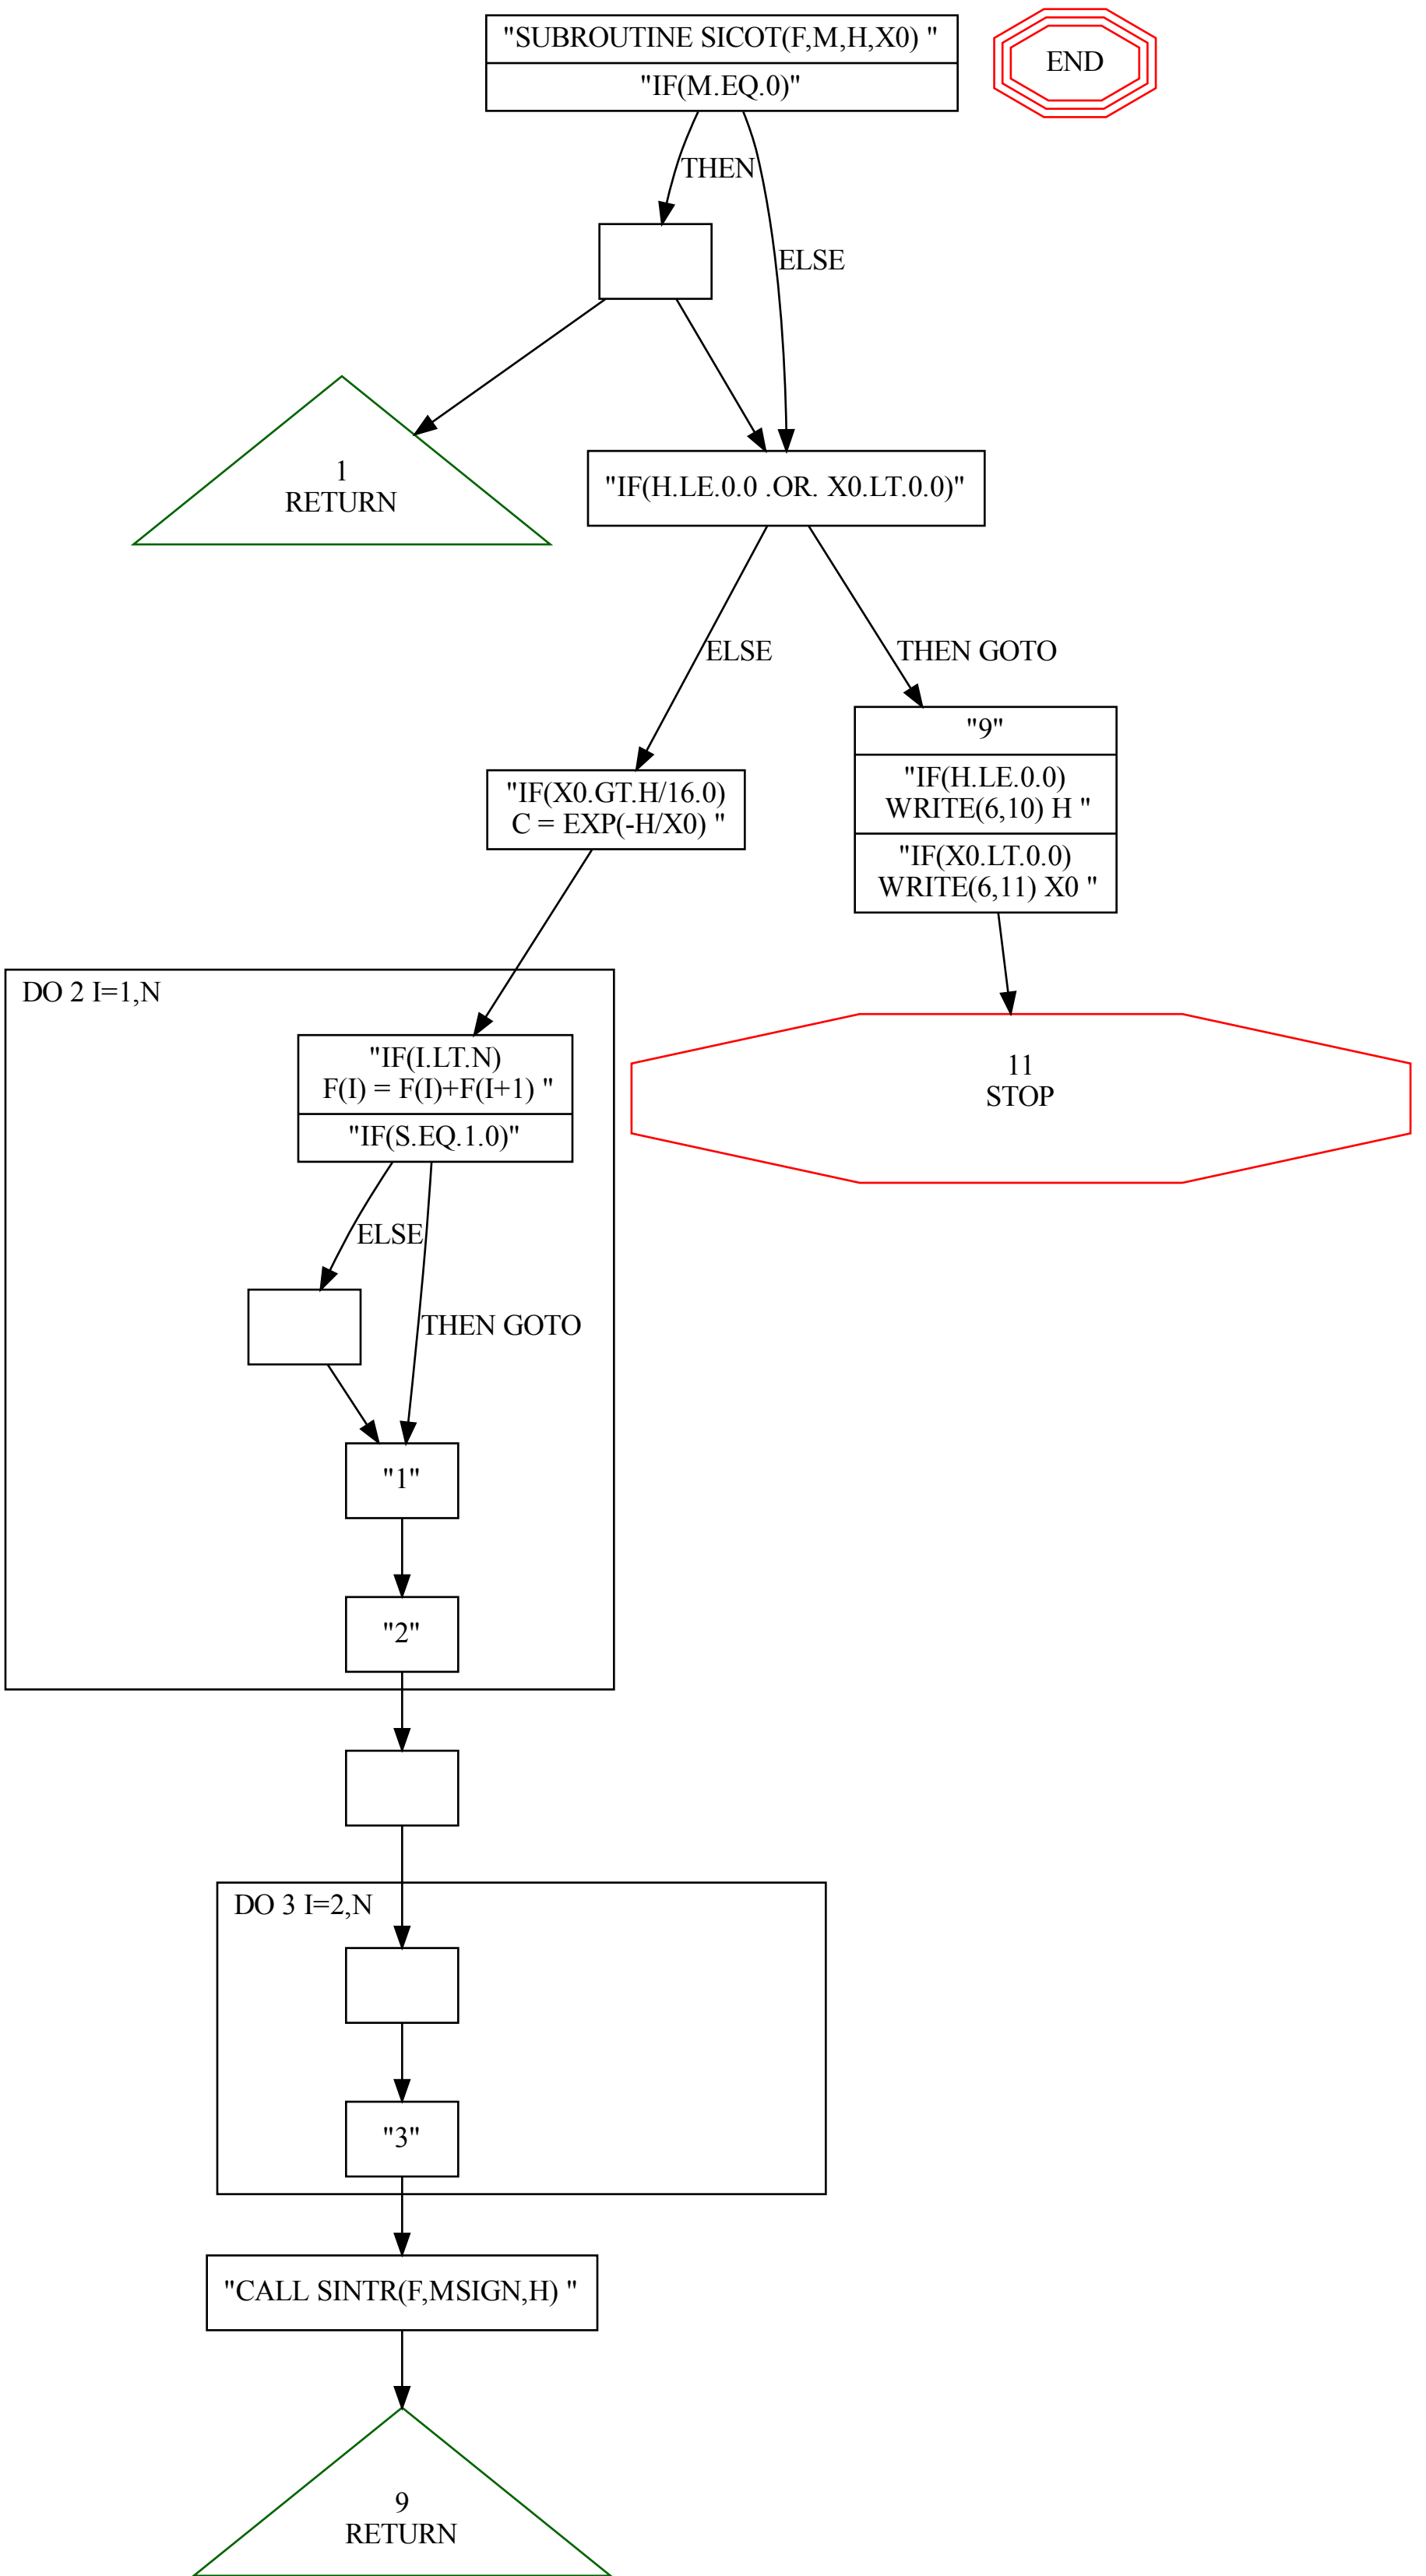 "SUBROUTINE SICOT(F,M,H,X0) "
"IF(M.EQ.0)"
END
THEN
ELSE
1
RETURN
"IF(H.LE.0.0 .OR. X0.LT.0.0)"
ELSE
THEN GOTO
"9"
"IF(H.LE.0.0)
WRITE(6,10) H "
"IF(X0.LT.0.0)
WRITE(6,11) X0 "
"IF(X0.GT.H/16.0)
C = EXP(-H/X0) "
DO 2 I=1,N
"IF(I.LT.N)
F(I) = F(I)+F(I+1) "
"IF(S.EQ.1.0)"
11
STOP
ELSE
THEN GOTO
"1"
"2"
DO 3 I=2,N
"3"
"CALL SINTR(F,MSIGN,H) "
9
RETURN